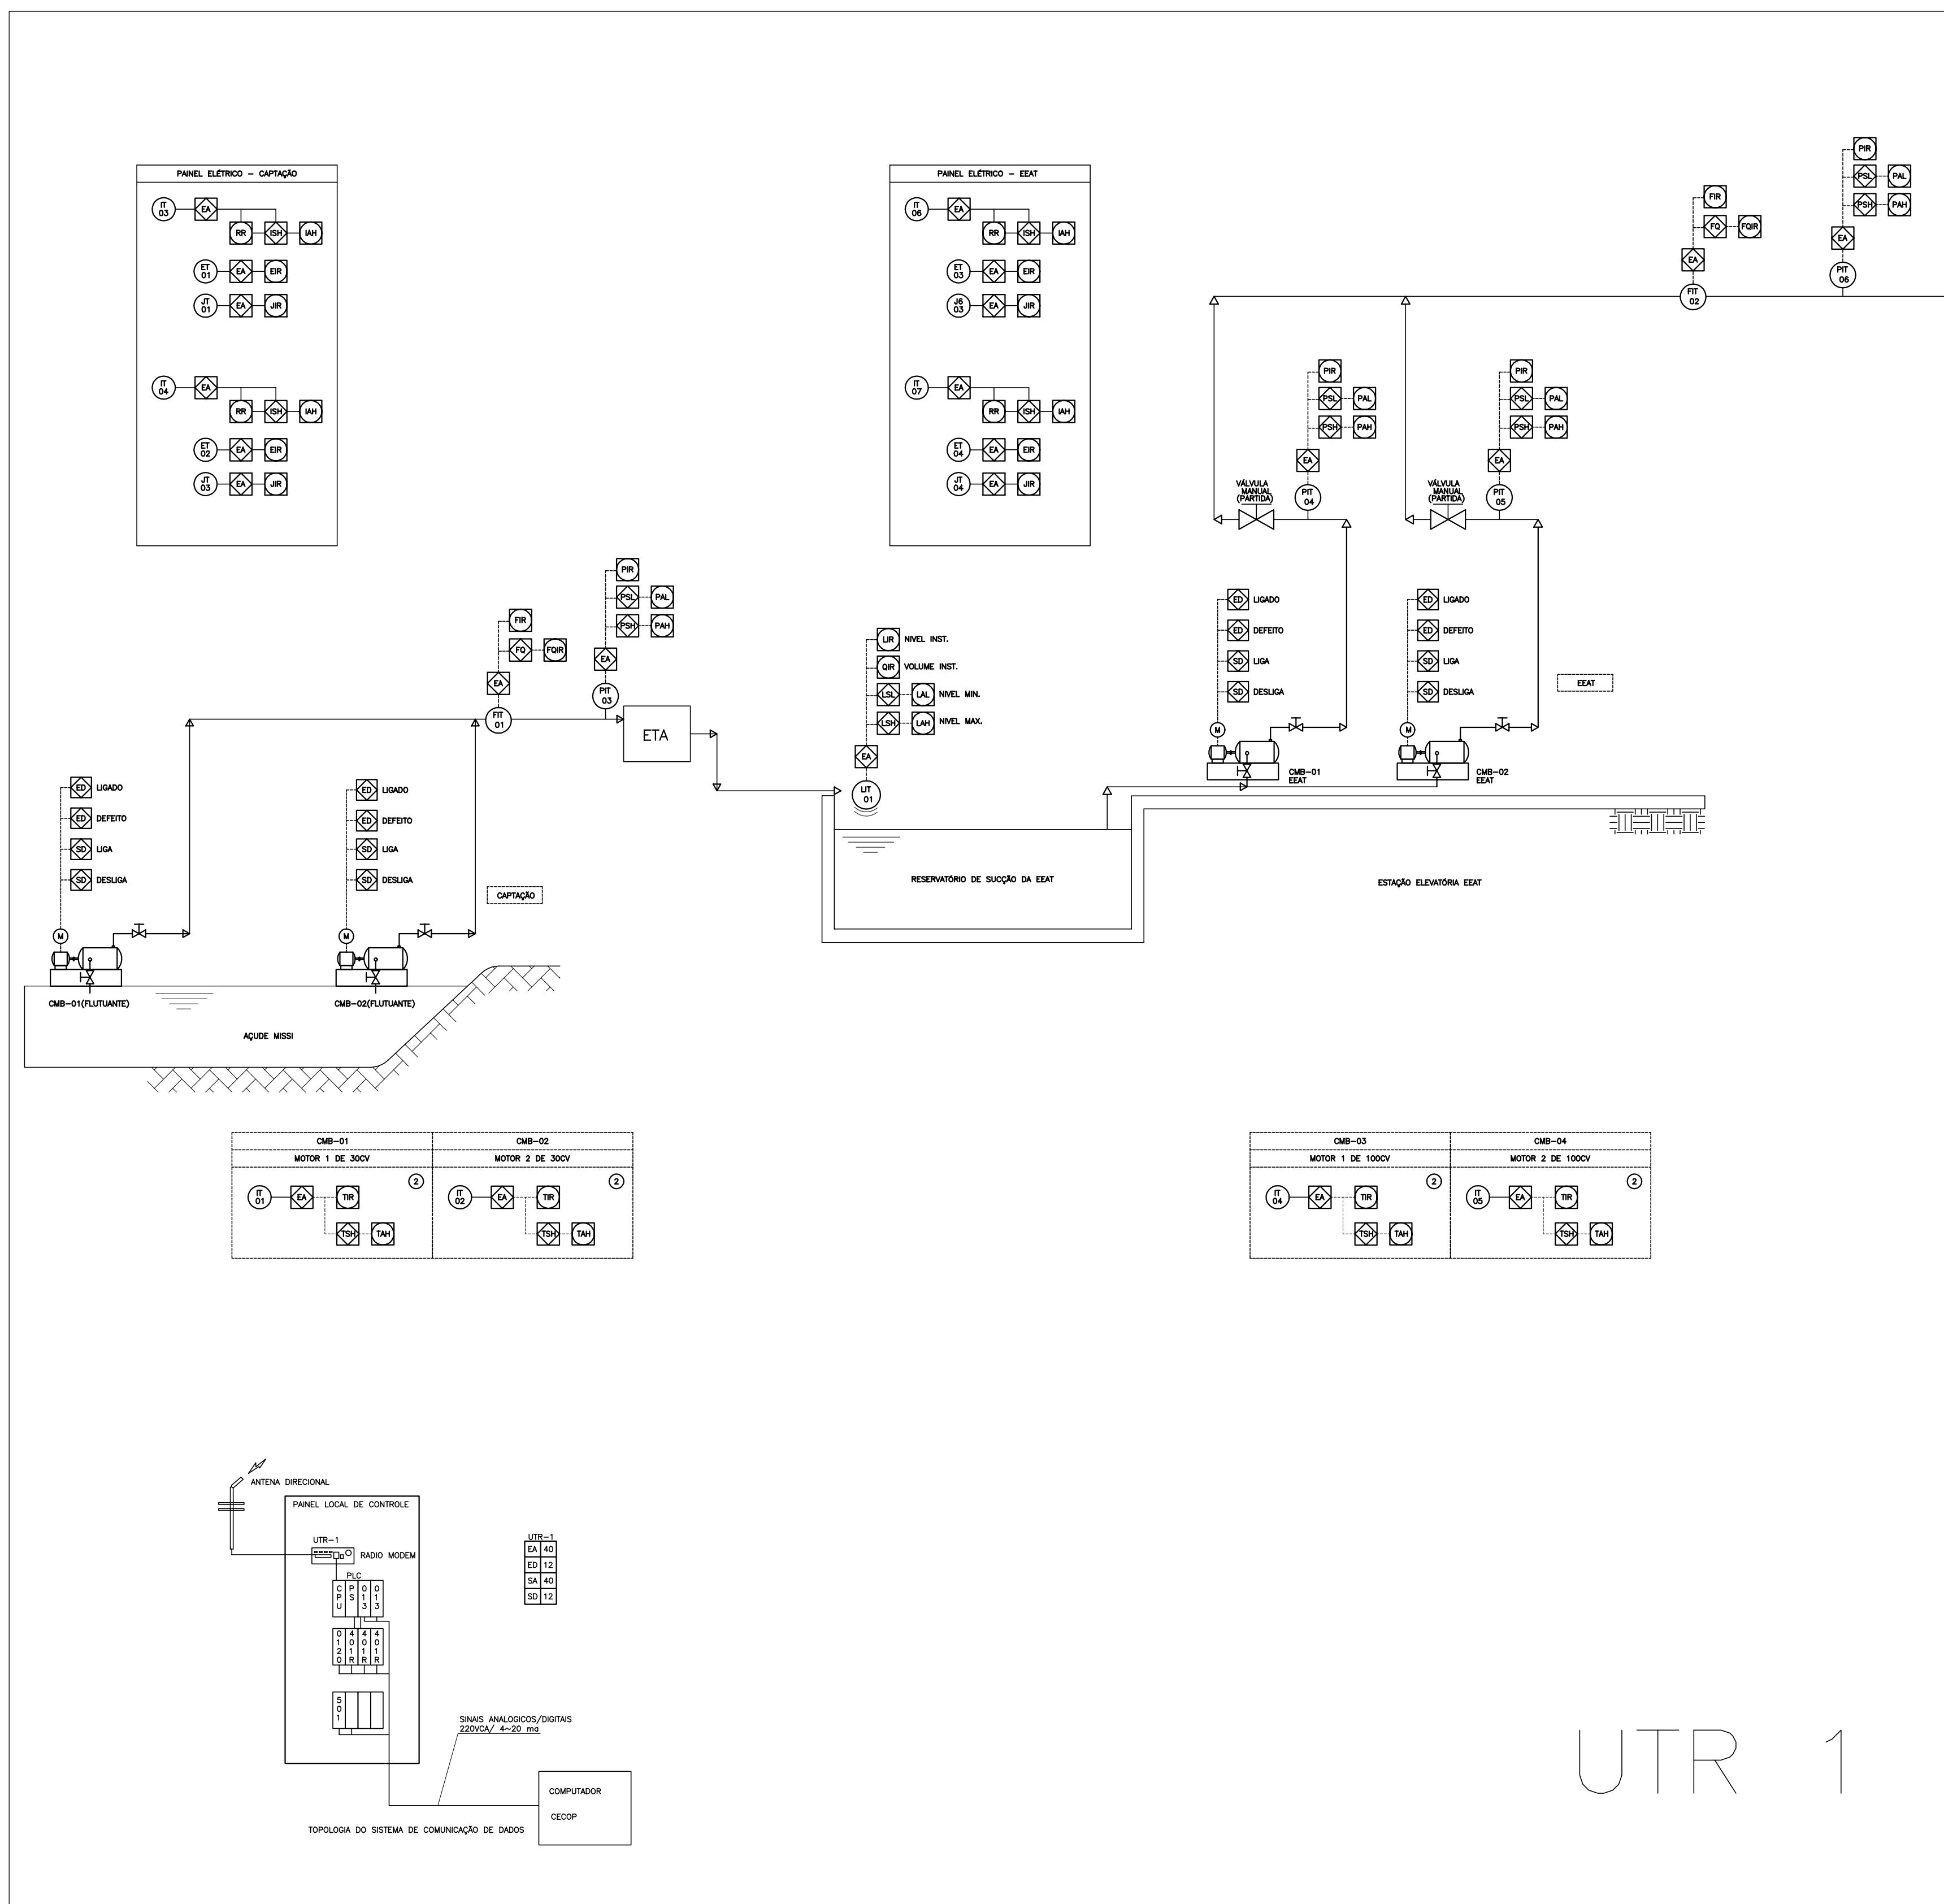 PAINEL ELÉTRICO – CAPTAÇÃO
IT
03
EA
RR
ISH
IAH
ET
01
EA
EIR
JT
01
EA
JIR
IT
04
EA
RR
ISH
IAH
ET
02
EA
EIR
JT
03
EA
JIR
PAINEL ELÉTRICO – EEAT
IT
06
EA
RR
ISH
IAH
ET
03
EA
EIR
J6
03
EA
JIR
IT
07
EA
RR
ISH
IAH
ET
04
EA
EIR
JT
04
EA
JIR
FIR
FQ
FQIR
EA
FIT
02
PIR
PSL
PAL
PSH
PAH
EA
PIT
06
PIR
PSL
PAL
PSH
PAH
EA
PIT
04
VÁLVULA
MANUAL
(PARTIDA)
PIR
PSL
PAL
PSH
PAH
EA
PIT
05
VÁLVULA
MANUAL
(PARTIDA)
FIR
FQ
FQIR
EA
FIT
01
PIR
PSL
PAL
PSH
PAH
EA
PIT
03
ETA
LIR
NIVEL INST.
QIR
VOLUME INST.
LSL
LAL
NIVEL MIN.
LSH
LAH
NIVEL MAX.
EA
LIT
01
ED LIGADO
ED DEFEITO
SD LIGA
SD DESLIGA
M
CMB–01
EEAT
ED LIGADO
ED DEFEITO
SD LIGA
SD DESLIGA
M
CMB–02
EEAT
EEAT
ED LIGADO
ED DEFEITO
SD LIGA
SD DESLIGA
M
CMB–01(FLUTUANTE)
ED LIGADO
ED DEFEITO
SD LIGA
SD DESLIGA
M
CMB–02(FLUTUANTE)
CAPTAÇÃO
AÇUDE MISSI
RESERVATÓRIO DE SUCÇÃO DA EEAT
ESTAÇÃO ELEVATÓRIA EEAT
CMB–01
MOTOR 1 DE 30CV
2
IT
01
EA
TIR
TSH
TAH
CMB–02
MOTOR 2 DE 30CV
2
IT
02
EA
TIR
TSH
TAH
CMB–03
MOTOR 1 DE 100CV
2
IT
04
EA
TIR
TSH
TAH
CMB–04
MOTOR 2 DE 100CV
2
IT
05
EA
TIR
TSH
TAH
ANTENA DIRECIONAL
PAINEL LOCAL DE CONTROLE
UTR–1
RADIO MODEM
PLC
CPU
PS
013
013
0120
401R
401R
401R
501
UTR–1
EA 40
ED 12
SA 40
SD 12
SINAIS ANALOGICOS/DIGITAIS
220VCA/ 4~20 ma
COMPUTADOR
CECOP
TOPOLOGIA DO SISTEMA DE COMUNICAÇÃO DE DADOS
UTR 1